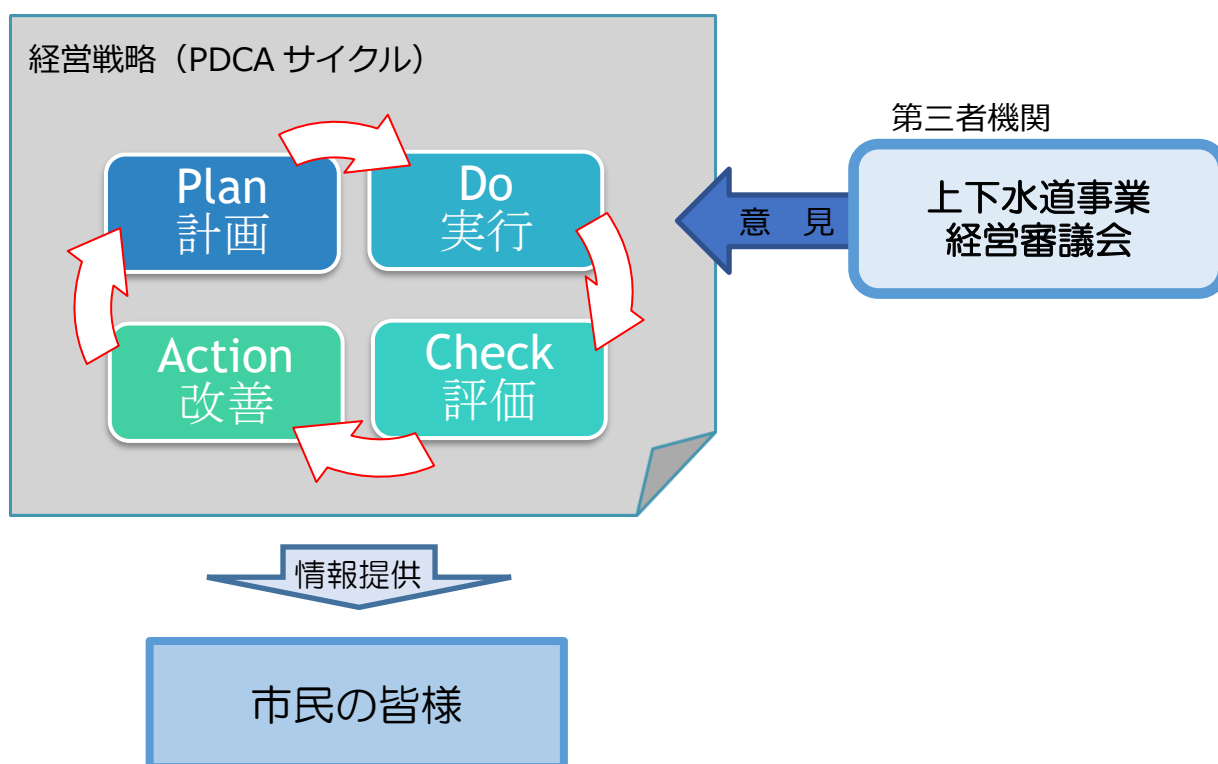 経営戦略（PDCA サイクル）
Plan
計画
Do
実行
Action
改善
Check
評価
第三者機関
上下水道事業
経営審議会
意　見
情報提供
市民の皆様